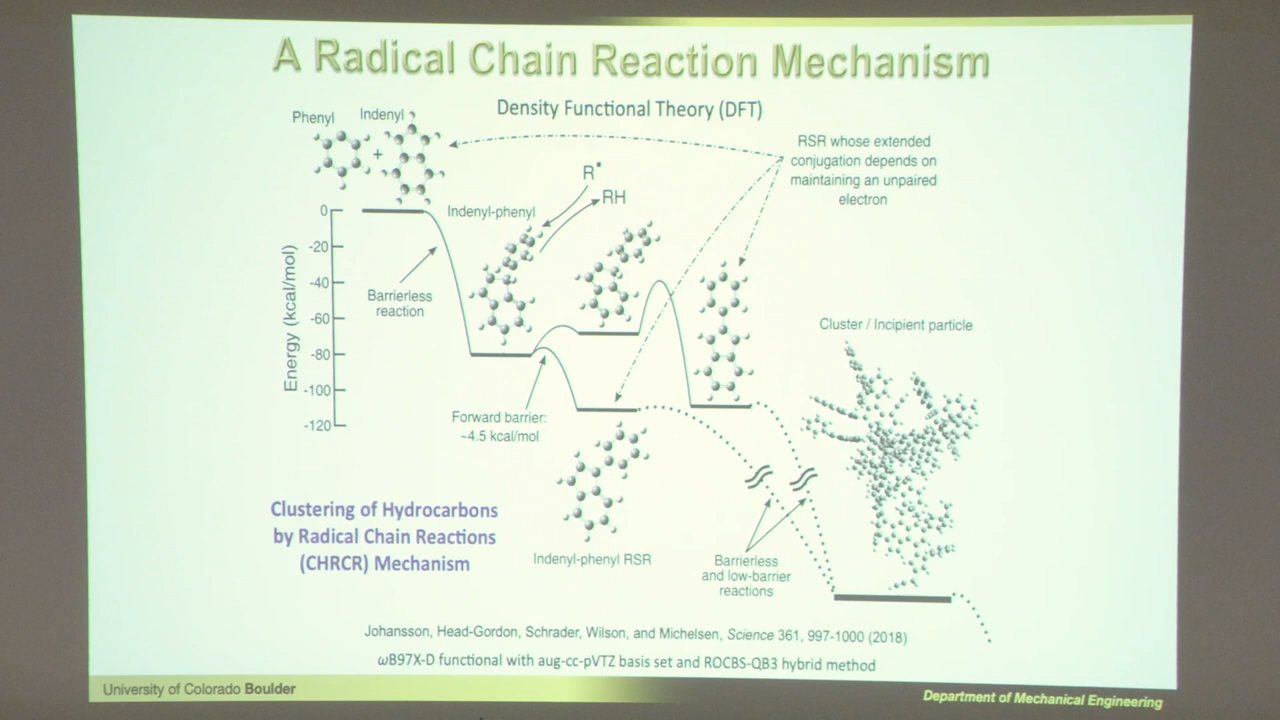 A Radical Chain Reaction Mechanism
Density Functional Theory (DFT)
Phenyl
Indenyl
+
RSR whose extended
conjugation depends on
maintaining an unpaired
electron
R•
RH
Indenyl-phenyl
0
-20
-40
-60
-80
-100
-120
Energy (kcal/mol)
Barrierless
reaction
Forward barrier:
~4.5 kcal/mol
Cluster / Incipient particle
Clustering of Hydrocarbons
by Radical Chain Reactions
(CHRCR) Mechanism
Indenyl-phenyl RSR
Barrierless
and low-barrier
reactions
Johansson, Head-Gordon, Schrader, Wilson, and Michelsen, Science 361, 997-1000 (2018)
ωB97X-D functional with aug-cc-pVTZ basis set and ROCBS-QB3 hybrid method
University of Colorado Boulder
Department of Mechanical Engineering